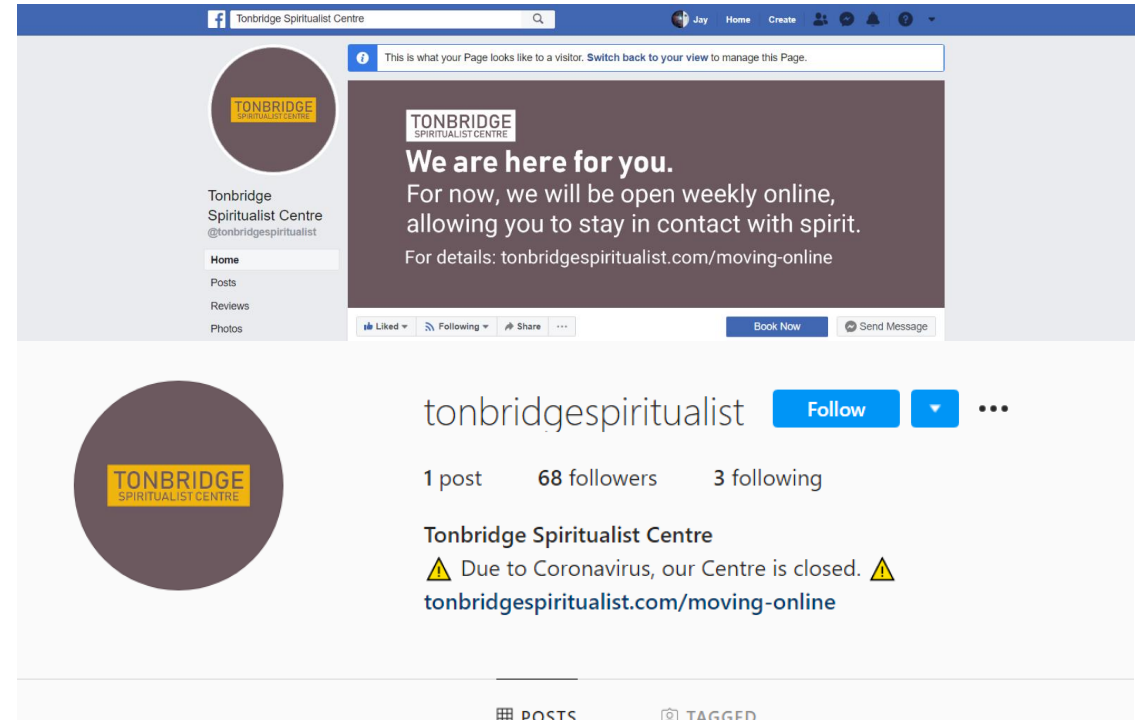 Tonbridge Spiritualist Centre
Jay Home Create
This is what your Page looks like to a visitor. Switch back to your view to manage this Page.
TONBRIDGE
SPIRITUALIST CENTRE
TONBRIDGE
SPIRITUALIST CENTRE
We are here for you.
For now, we will be open weekly online,
allowing you to stay in contact with spirit.
For details: tonbridgespiritualist.com/moving-online
Tonbridge
Spiritualist Centre
@tonbridgespiritualist
Home
Posts
Reviews
Photos
Liked Following Share ... Book Now Send Message
tonbridgespiritualist Follow
1 post 68 followers 3 following
TONBRIDGE
SPIRITUALIST CENTRE
Tonbridge Spiritualist Centre
⚠ Due to Coronavirus, our Centre is closed. ⚠
tonbridgespiritualist.com/moving-online
POSTS TAGGED